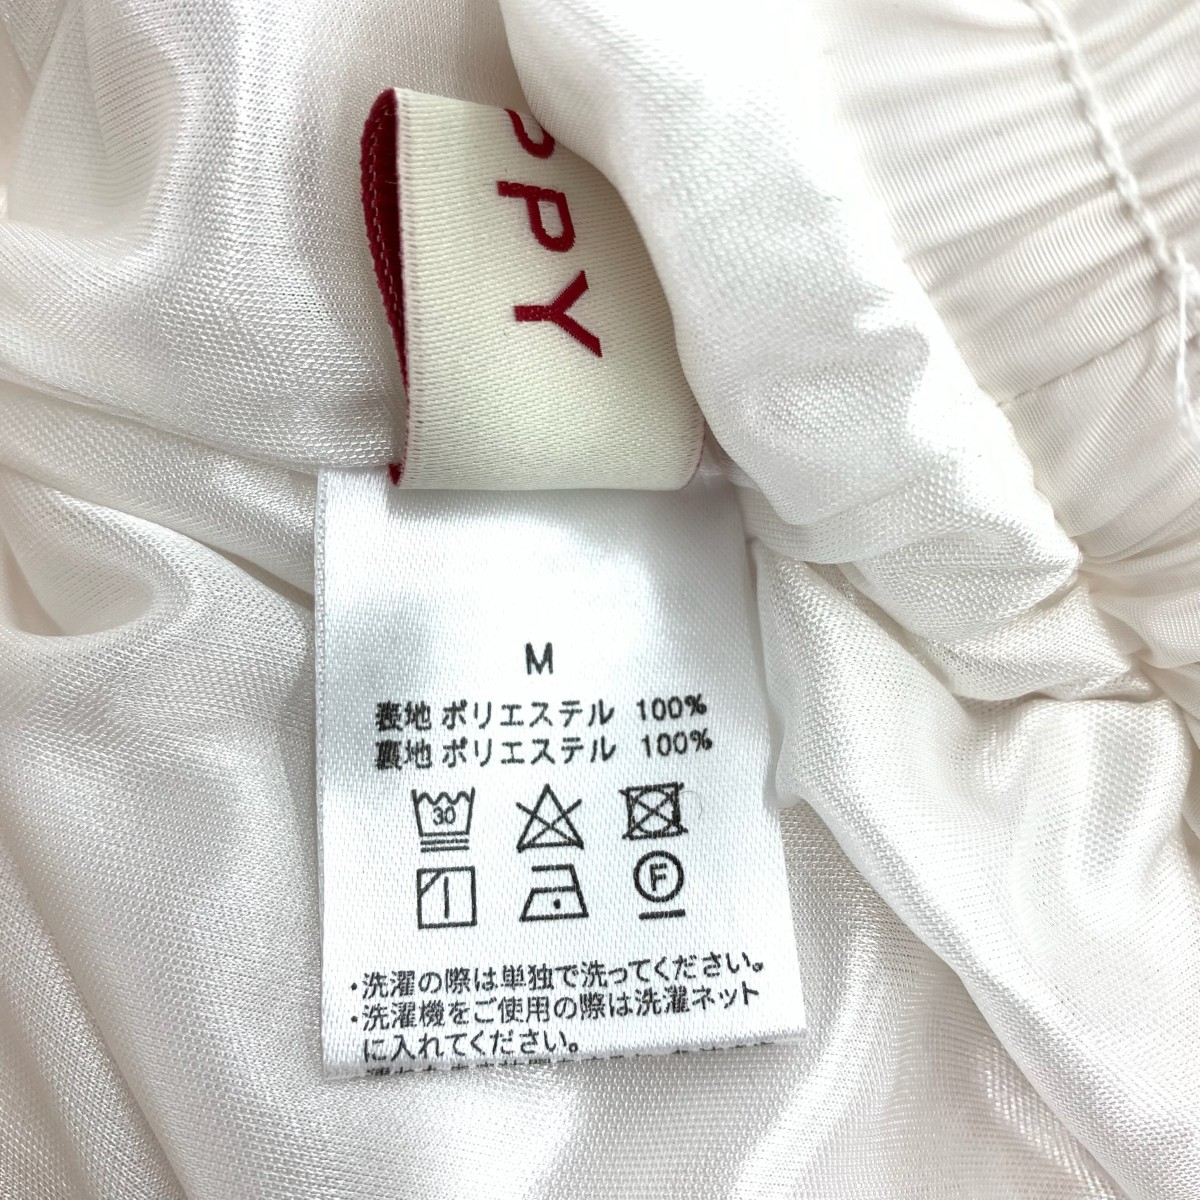 PPY
M
表地 ポリエステル 100%
裏地 ポリエステル 100%
30
F
・洗濯の際は単独で洗ってください。
・洗濯機をご使用の際は洗濯ネット
に入れてください。